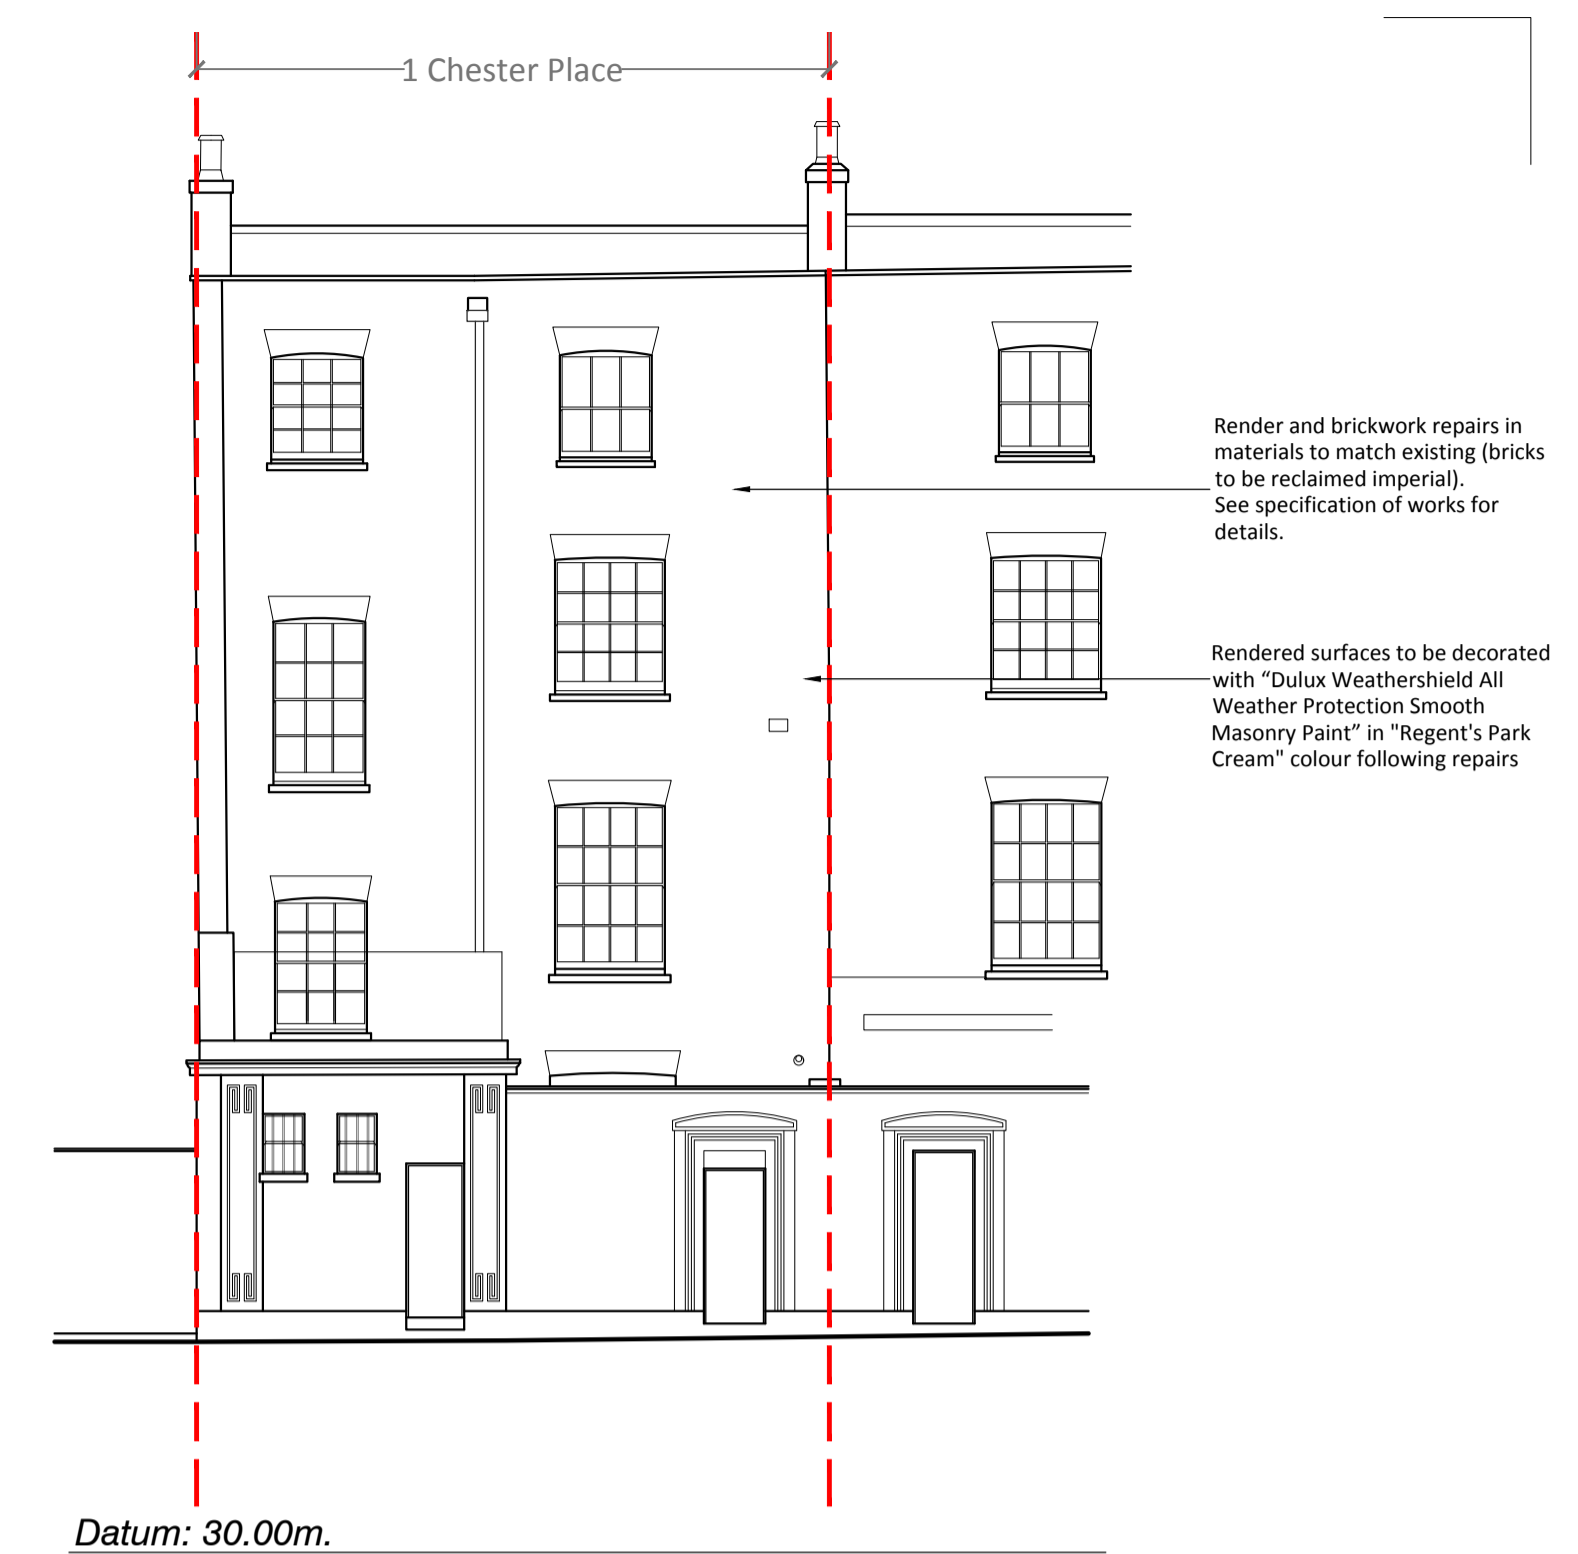 1 Chester Place
Render and brickwork repairs in
materials to match existing (bricks
to be reclaimed imperial).
See specification of works for
details.
Rendered surfaces to be decorated
with “Dulux Weathershield All
Weather Protection Smooth
Masonry Paint” in "Regent's Park
Cream" colour following repairs
Datum: 30.00m.